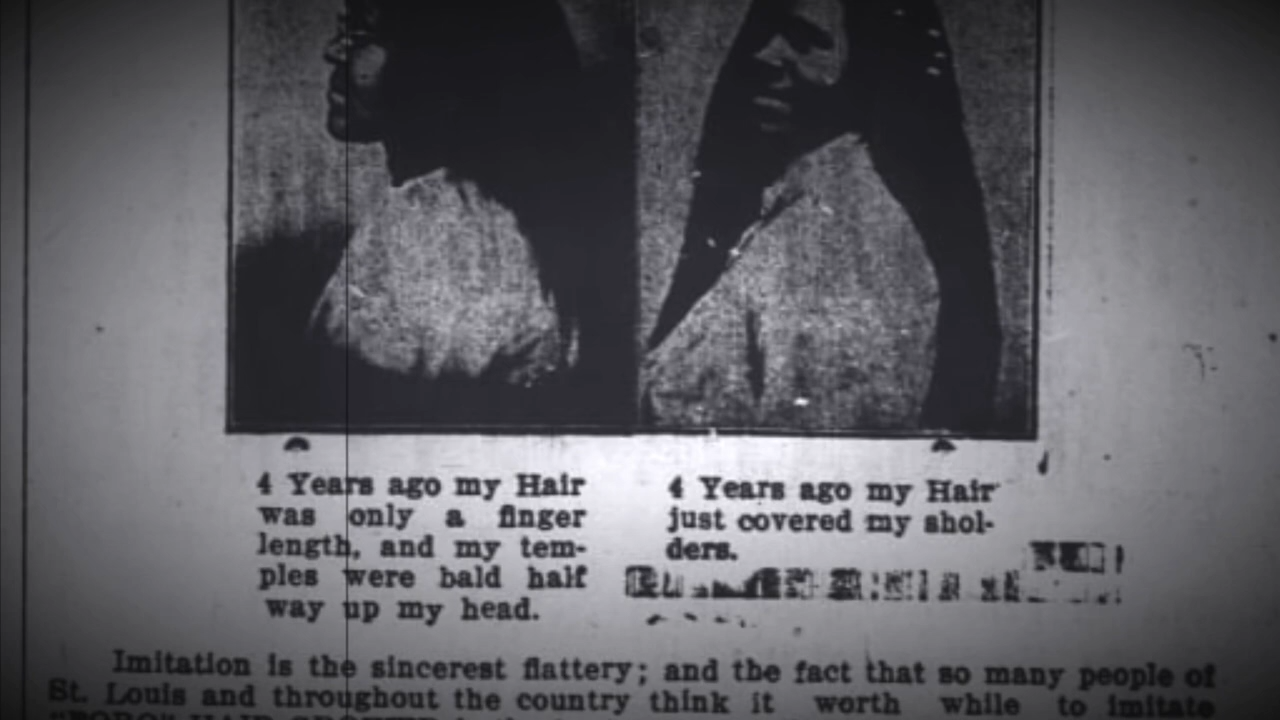 4 Years ago my Hair
was only a finger
length, and my tem-
ples were bald half
way up my head.
4 Years ago my Hair
just covered my shol-
ders.
Imitation is the sincerest flattery; and the fact that so many people of
St. Louis and throughout the country think it worth while to imitate